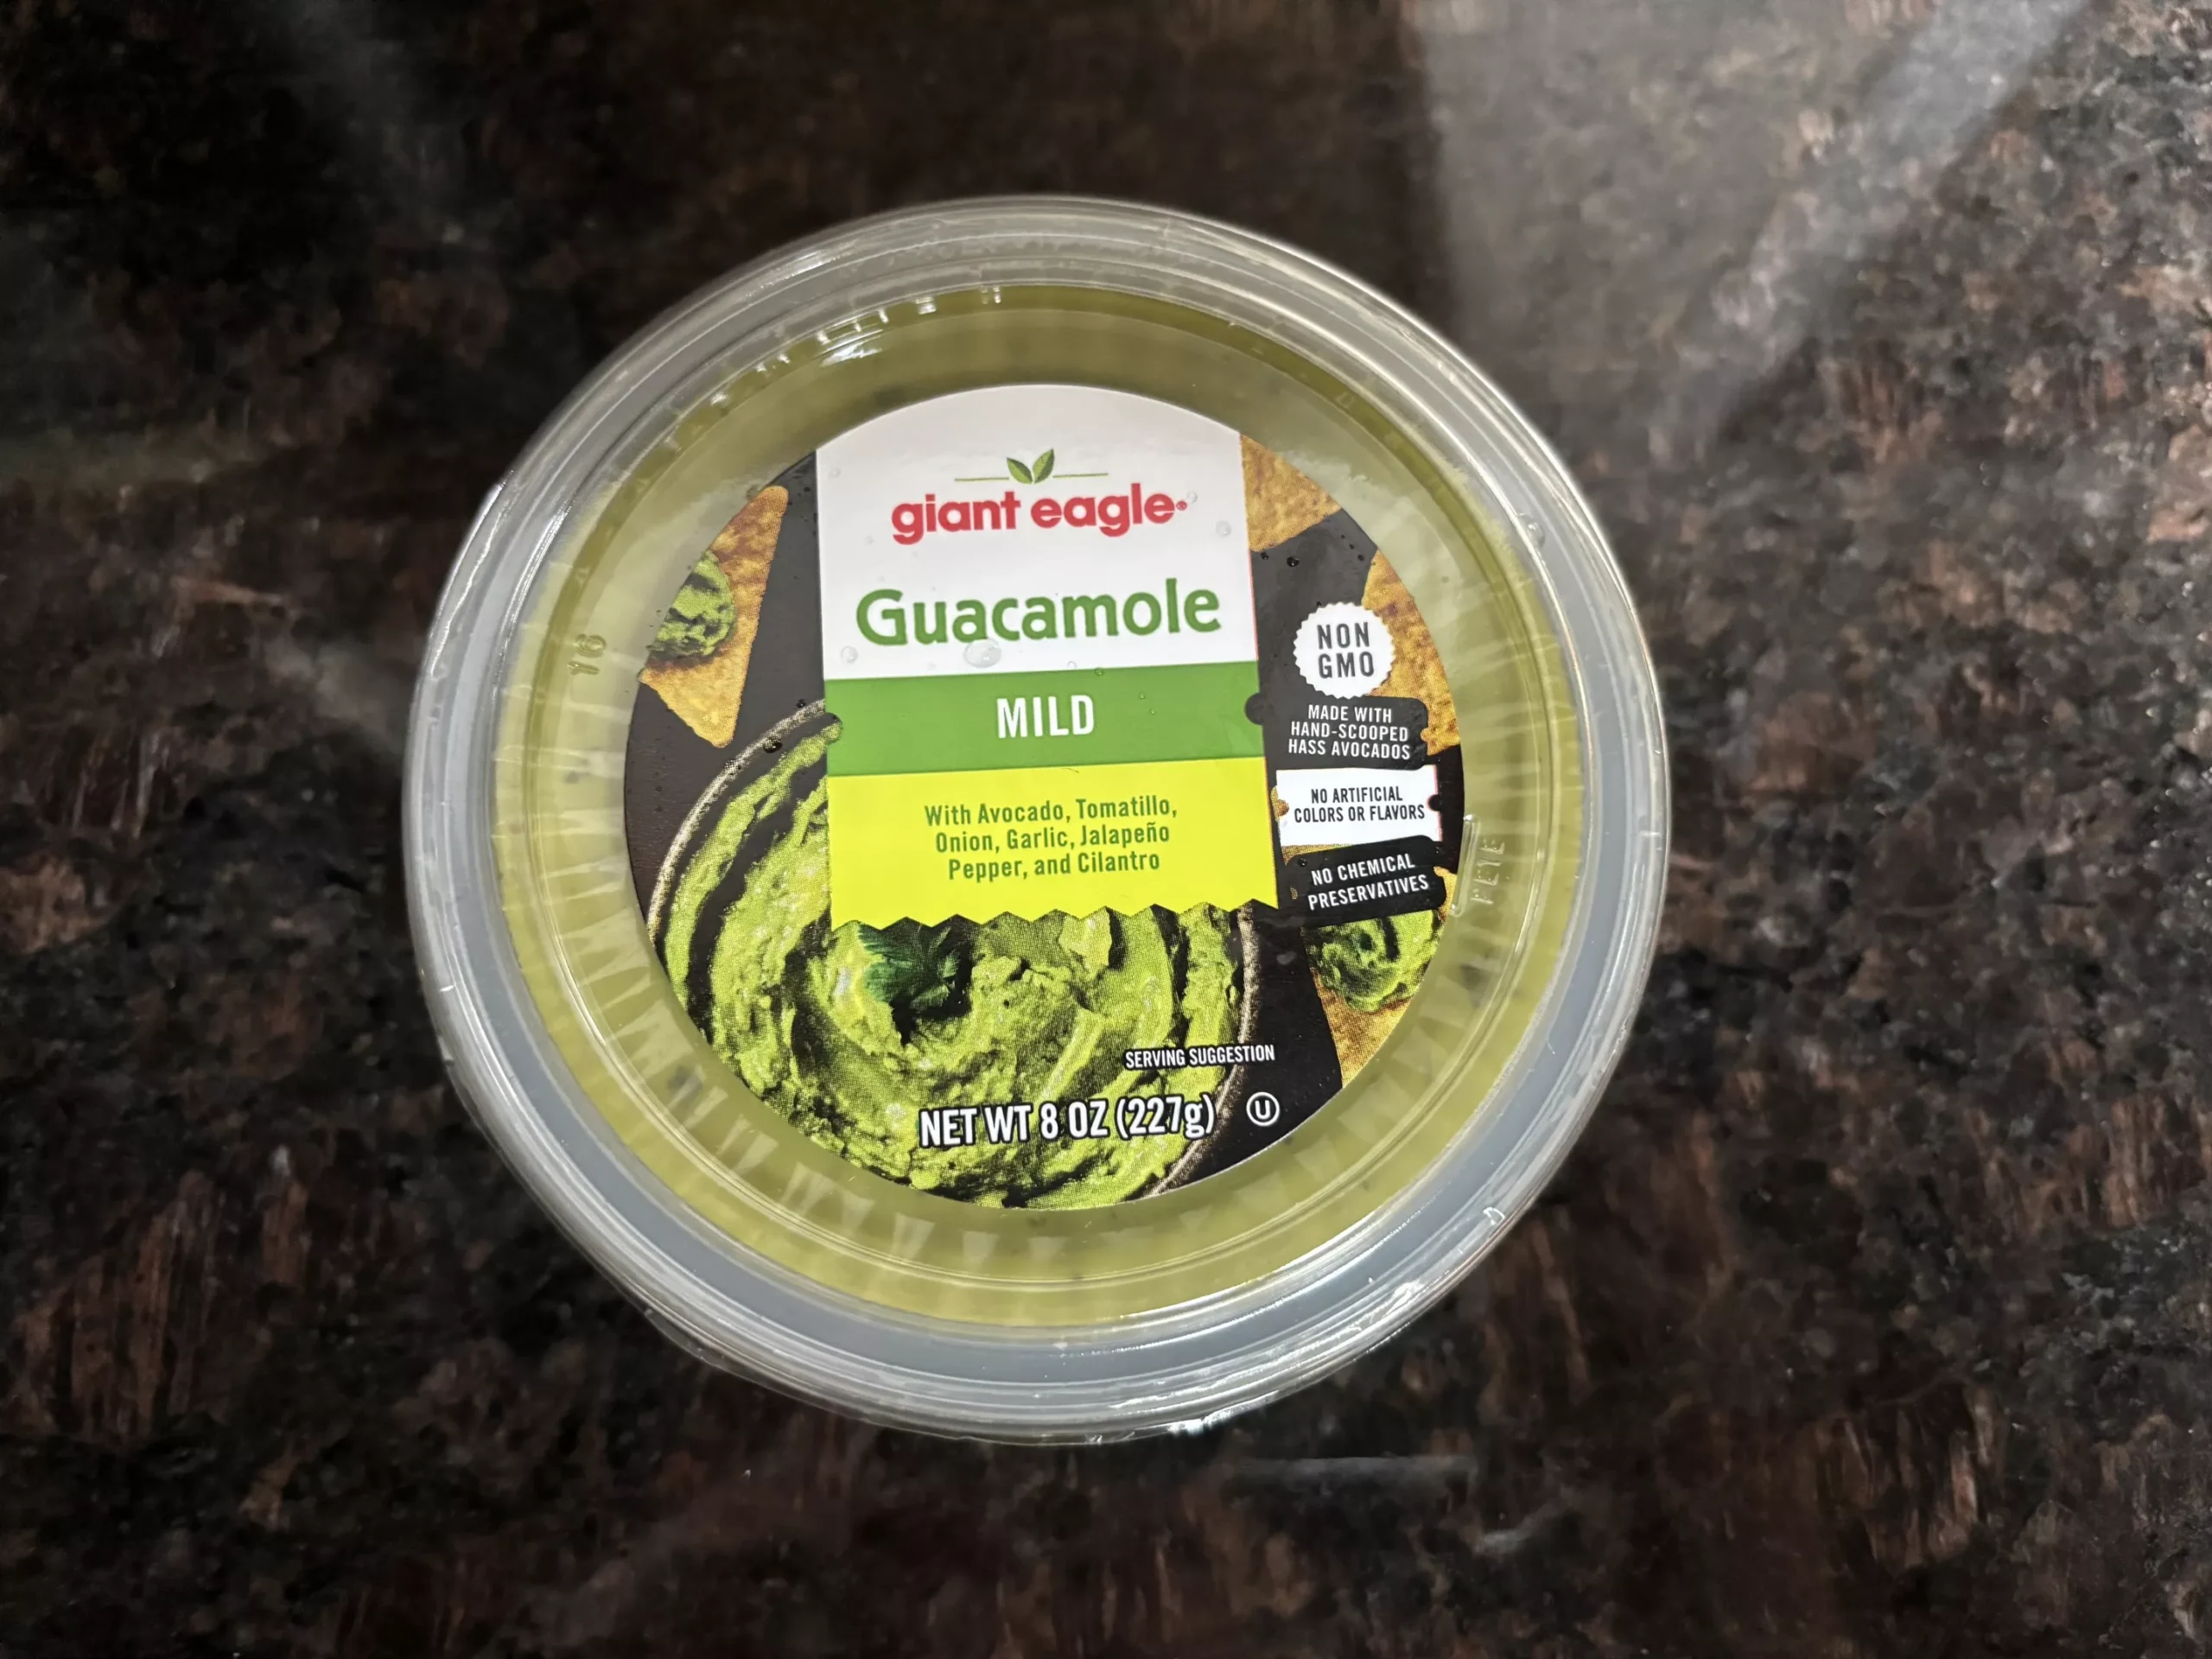 giant eagle
Guacamole
MILD
With Avocado, Tomatillo,
Onion, Garlic, Jalapeño
Pepper, and Cilantro
NON
GMO
MADE WITH
HAND-SCOOPED
HASS AVOCADOS
NO ARTIFICIAL
COLORS OR FLAVORS
NO CHEMICAL
PRESERVATIVES
SERVING SUGGESTION
NET WT 8 OZ (227g)
U
16